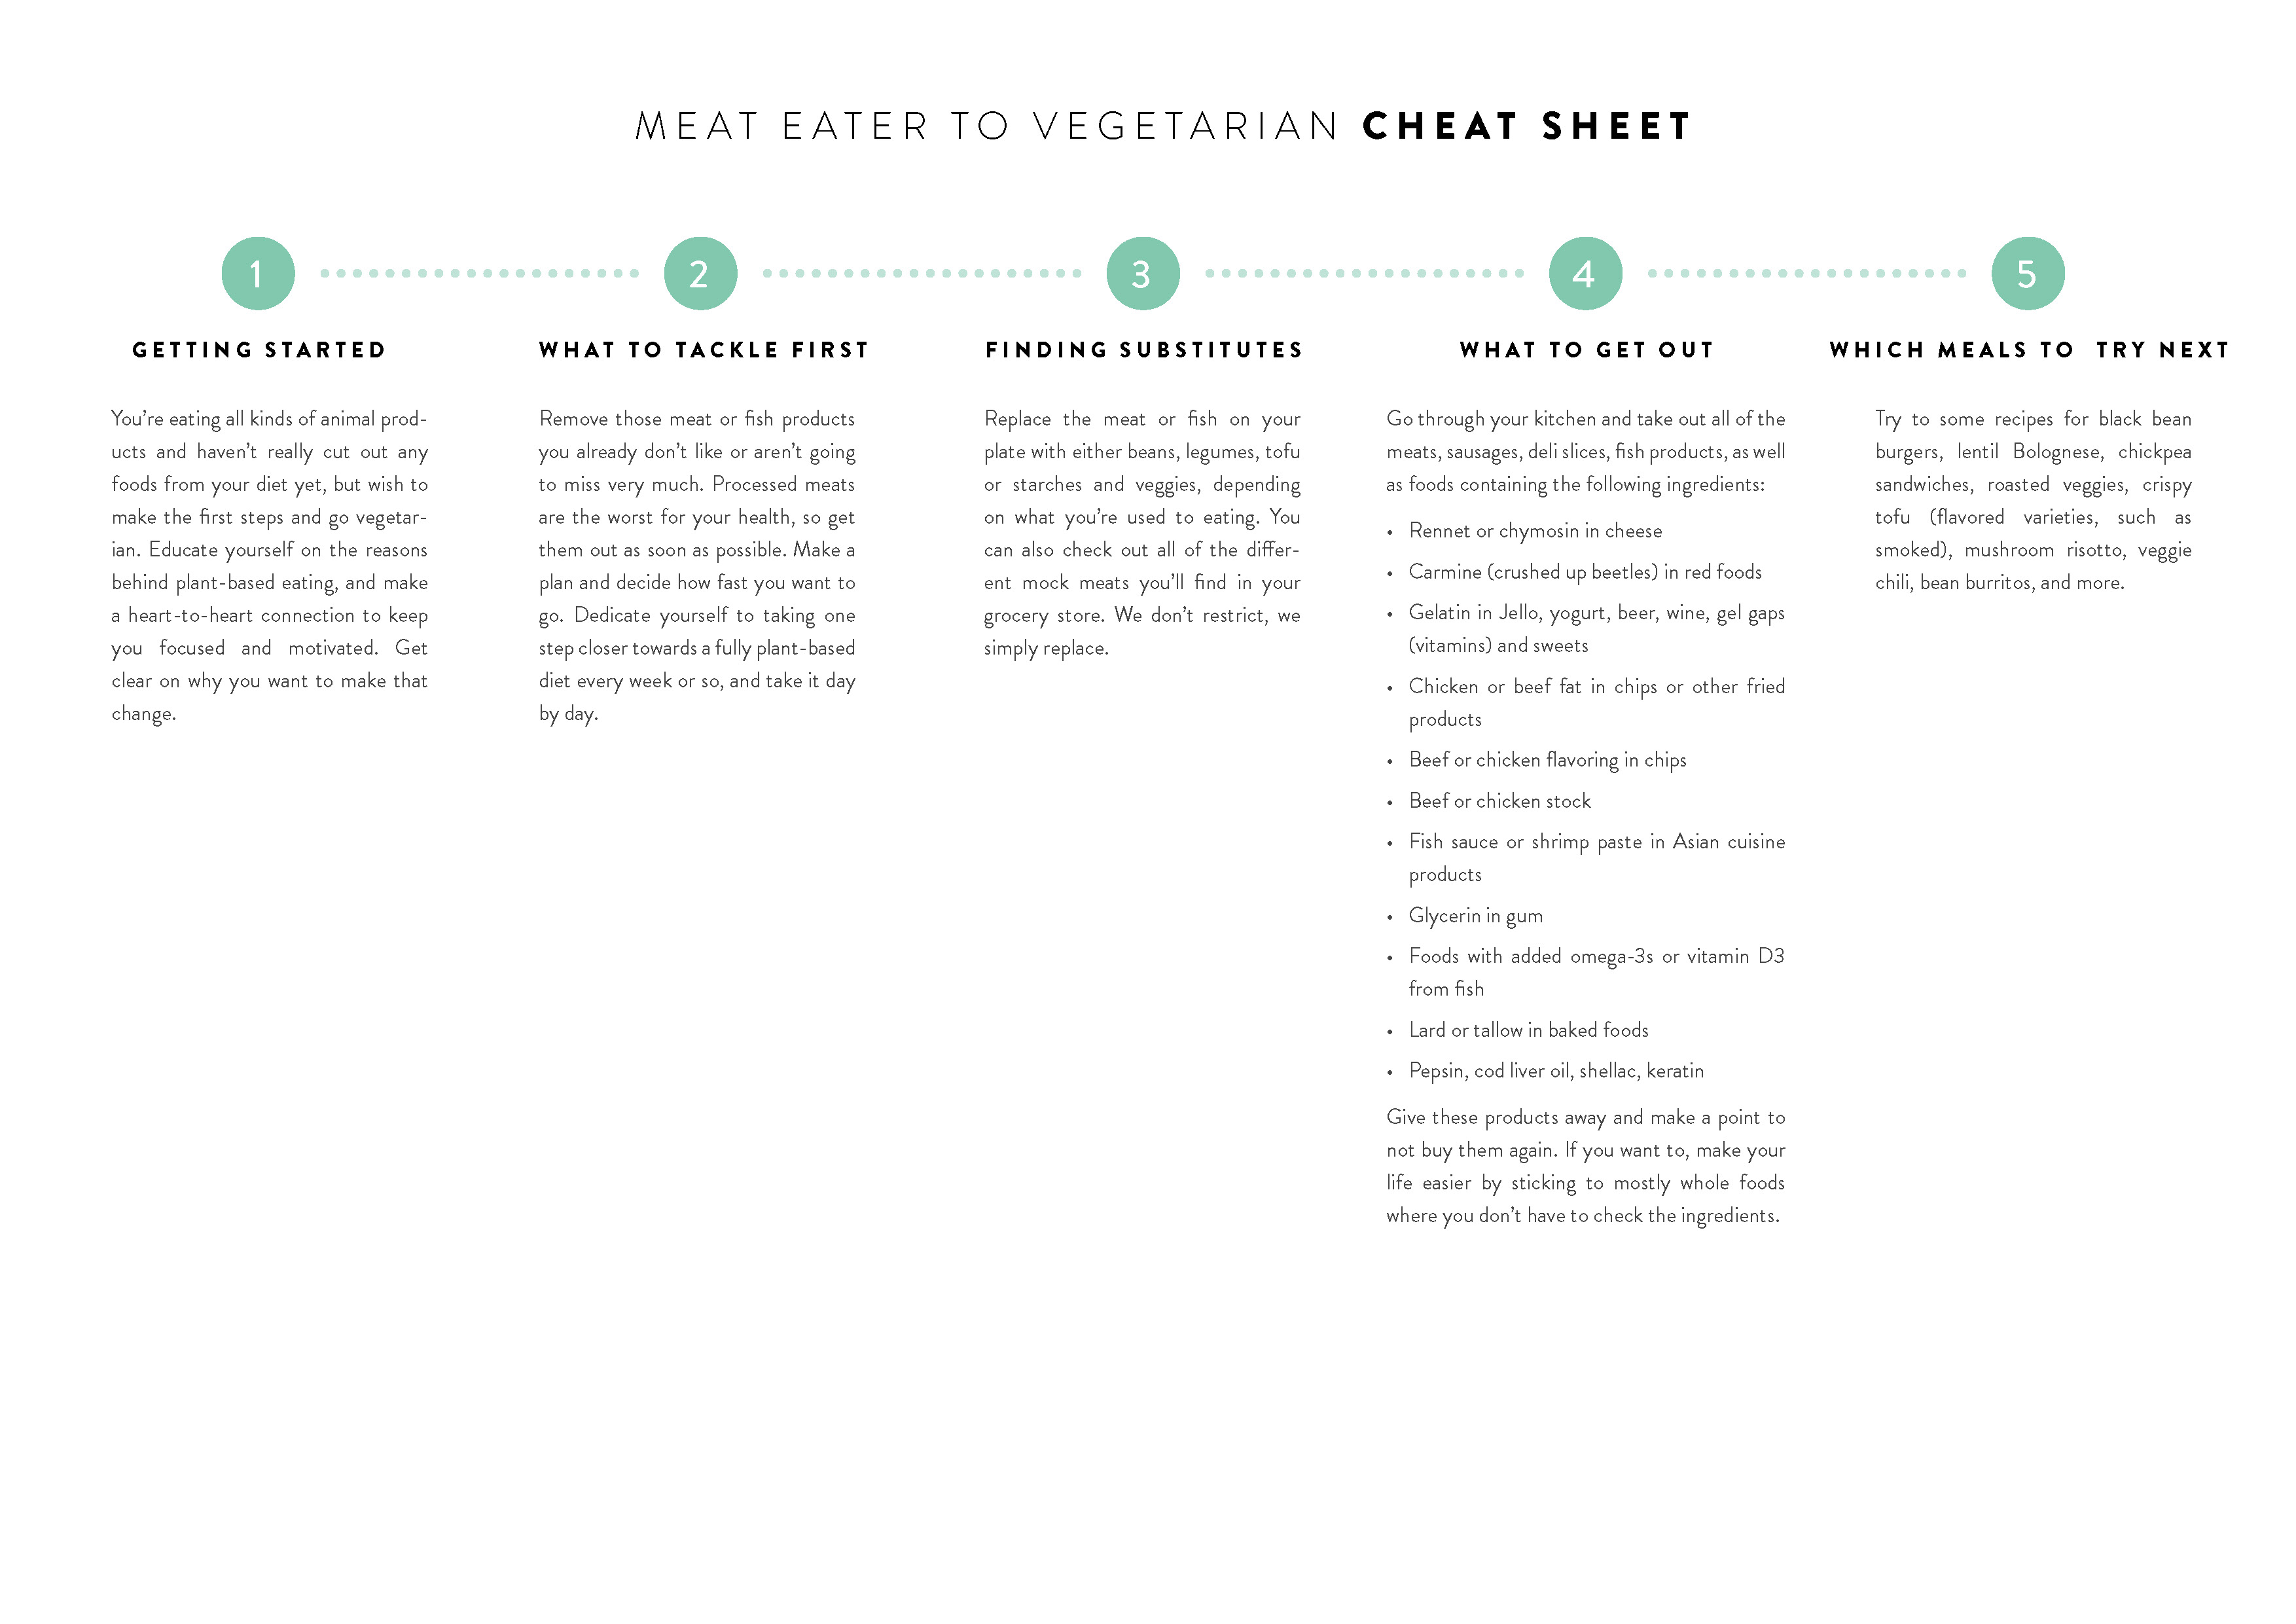 MEAT EATER TO VEGETARIAN CHEAT SHEET
1
GETTING STARTED
You're eating all kinds of animal prod-
ucts and haven't really cut out any
foods from your diet yet, but wish to
make the first steps and go vegetar-
ian. Educate yourself on the reasons
behind plant-based eating, and make
a heart-to-heart connection to keep
you focused and motivated. Get
clear on why you want to make that
change.
2
WHAT TO TACKLE FIRST
Remove those meat or fish products
you already don't like or aren't going
to miss very much. Processed meats
are the worst for your health, so get
them out as soon as possible. Make a
plan and decide how fast you want to
go. Dedicate yourself to taking one
step closer towards a fully plant-based
diet every week or so, and take it day
by day.
3
FINDING SUBSTITUTES
Replace the meat or fish on your
plate with either beans, legumes, tofu
or starches and veggies, depending
on what you're used to eating. You
can also check out all of the differ-
ent mock meats you'll find in your
grocery store. We don't restrict, we
simply replace.
4
WHAT TO GET OUT
Go through your kitchen and take out all of the
meats, sausages, deli slices, fish products, as well
as foods containing the following ingredients:
• Rennet or chymosin in cheese
• Carmine (crushed up beetles) in red foods
• Gelatin in Jello, yogurt, beer, wine, gel gaps
(vitamins) and sweets
• Chicken or beef fat in chips or other fried
products
• Beef or chicken flavoring in chips
• Beef or chicken stock
• Fish sauce or shrimp paste in Asian cuisine
products
• Glycerin in gum
• Foods with added omega-3s or vitamin D3
from fish
• Lard or tallow in baked foods
• Pepsin, cod liver oil, shellac, keratin
Give these products away and make a point to
not buy them again. If you want to, make your
life easier by sticking to mostly whole foods
where you don't have to check the ingredients.
5
WHICH MEALS TO TRY NEXT
Try to some recipes for black bean
burgers, lentil Bolognese, chickpea
sandwiches, roasted veggies, crispy
tofu (flavored varieties, such as
smoked), mushroom risotto, veggie
chili, bean burritos, and more.